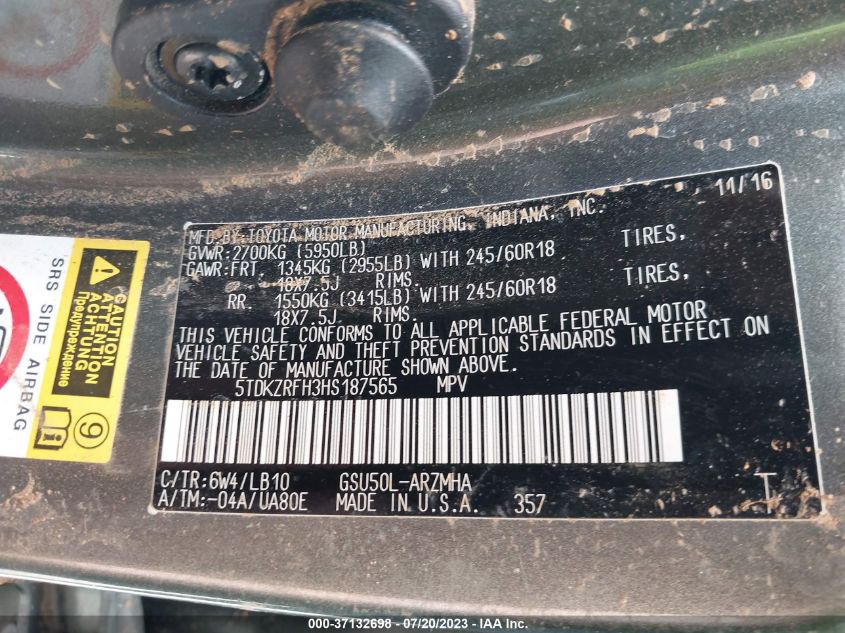 11/16
MFD. BY: TOYOTA MOTOR MANUFACTURING, INDIANA, INC.
GVWR: 2700KG (5950LB)
GAWR: FRT. 1345KG (2955LB) WITH 245/60R18 TIRES,
18X7.5J RIMS.
RR. 1550KG (3415LB) WITH 245/60R18 TIRES,
18X7.5J. RIMS.
THIS VEHICLE CONFORMS TO ALL APPLICABLE FEDERAL MOTOR
VEHICLE SAFETY AND THEFT PREVENTION STANDARDS IN EFFECT ON
THE DATE OF MANUFACTURE SHOWN ABOVE.
5TDKZRFH3HS187565 MPV
C/TR: 6W4/LB10 GSU50L-ARZMHA T
A/TM: -04A/UA80E MADE IN U.S.A. 357
SRS SIDE AIRBAG
CAUTION
ATTENTION
ACHTUNG
Предупреждение
9
000-37132698 - 07/20/2023 - IAA Inc.